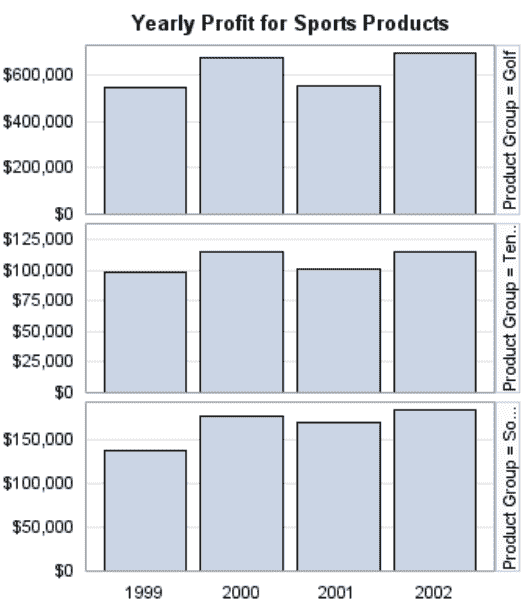 Yearly Profit for Sports Products
$600,000
$400,000
$200,000
$0
Product Group = Golf
$125,000
$100,000
$75,000
$50,000
$25,000
$0
Product Group = Ten...
$150,000
$100,000
$50,000
$0
Product Group = So...
1999 2000 2001 2002